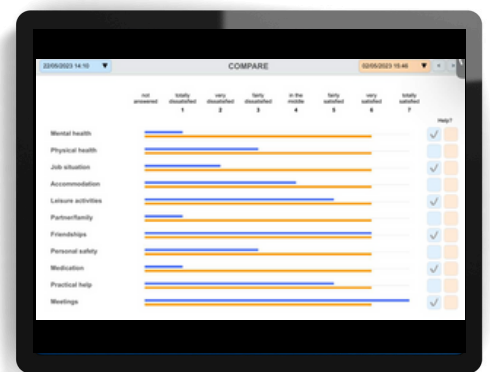 22/05/2023 14:10 ▼ COMPARE 02/05/2023 15:46 ▼
not answered
totally dissatisfied 1
very dissatisfied 2
fairly dissatisfied 3
in the middle 4
fairly satisfied 5
very satisfied 6
totally satisfied 7
Help?
Mental health
Physical health
Job situation
Accommodation
Leisure activities
Partner/family
Friendships
Personal safety
Medication
Practical help
Meetings